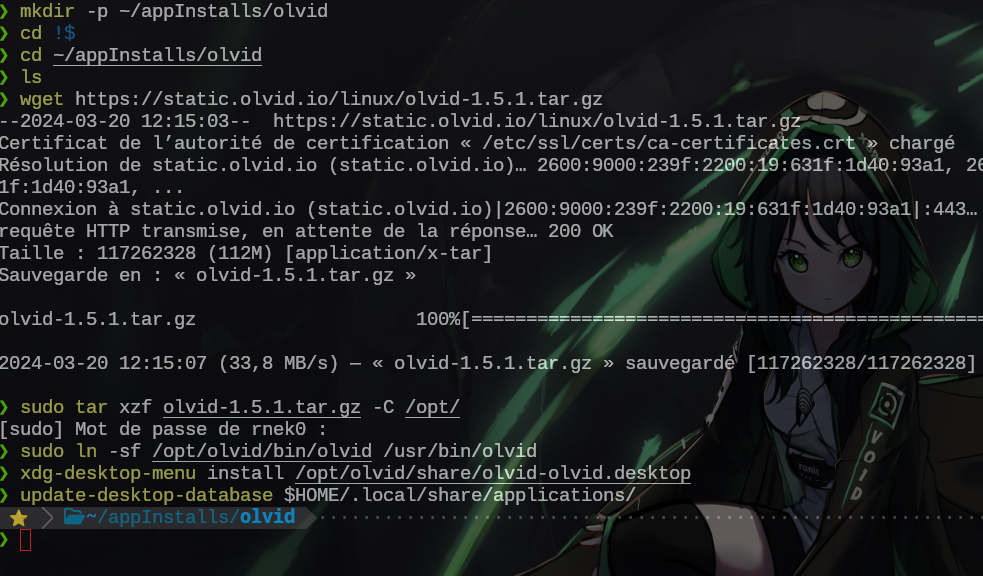 ❯ mkdir -p ~/appInstalls/olvid
❯ cd !$
❯ cd ~/appInstalls/olvid
❯ ls
❯ wget https://static.olvid.io/linux/olvid-1.5.1.tar.gz
--2024-03-20 12:15:03--  https://static.olvid.io/linux/olvid-1.5.1.tar.gz
Certificat de l’autorité de certification « /etc/ssl/certs/ca-certificates.crt » chargé
Résolution de static.olvid.io (static.olvid.io)… 2600:9000:239f:2200:19:631f:1d40:93a1, 26
1f:1d40:93a1, ...
Connexion à static.olvid.io (static.olvid.io)|2600:9000:239f:2200:19:631f:1d40:93a1|:443…
requête HTTP transmise, en attente de la réponse… 200 OK
Taille : 117262328 (112M) [application/x-tar]
Sauvegarde en : « olvid-1.5.1.tar.gz »
olvid-1.5.1.tar.gz 100%[===============================================
2024-03-20 12:15:07 (33,8 MB/s) — « olvid-1.5.1.tar.gz » sauvegardé [117262328/117262328]
❯ sudo tar xzf olvid-1.5.1.tar.gz -C /opt/
[sudo] Mot de passe de rnek0 :
❯ sudo ln -sf /opt/olvid/bin/olvid /usr/bin/olvid
❯ xdg-desktop-menu install /opt/olvid/share/olvid-olvid.desktop
❯ update-desktop-database $HOME/.local/share/applications/
~/appInstalls/olvid
❯
VOID
runit